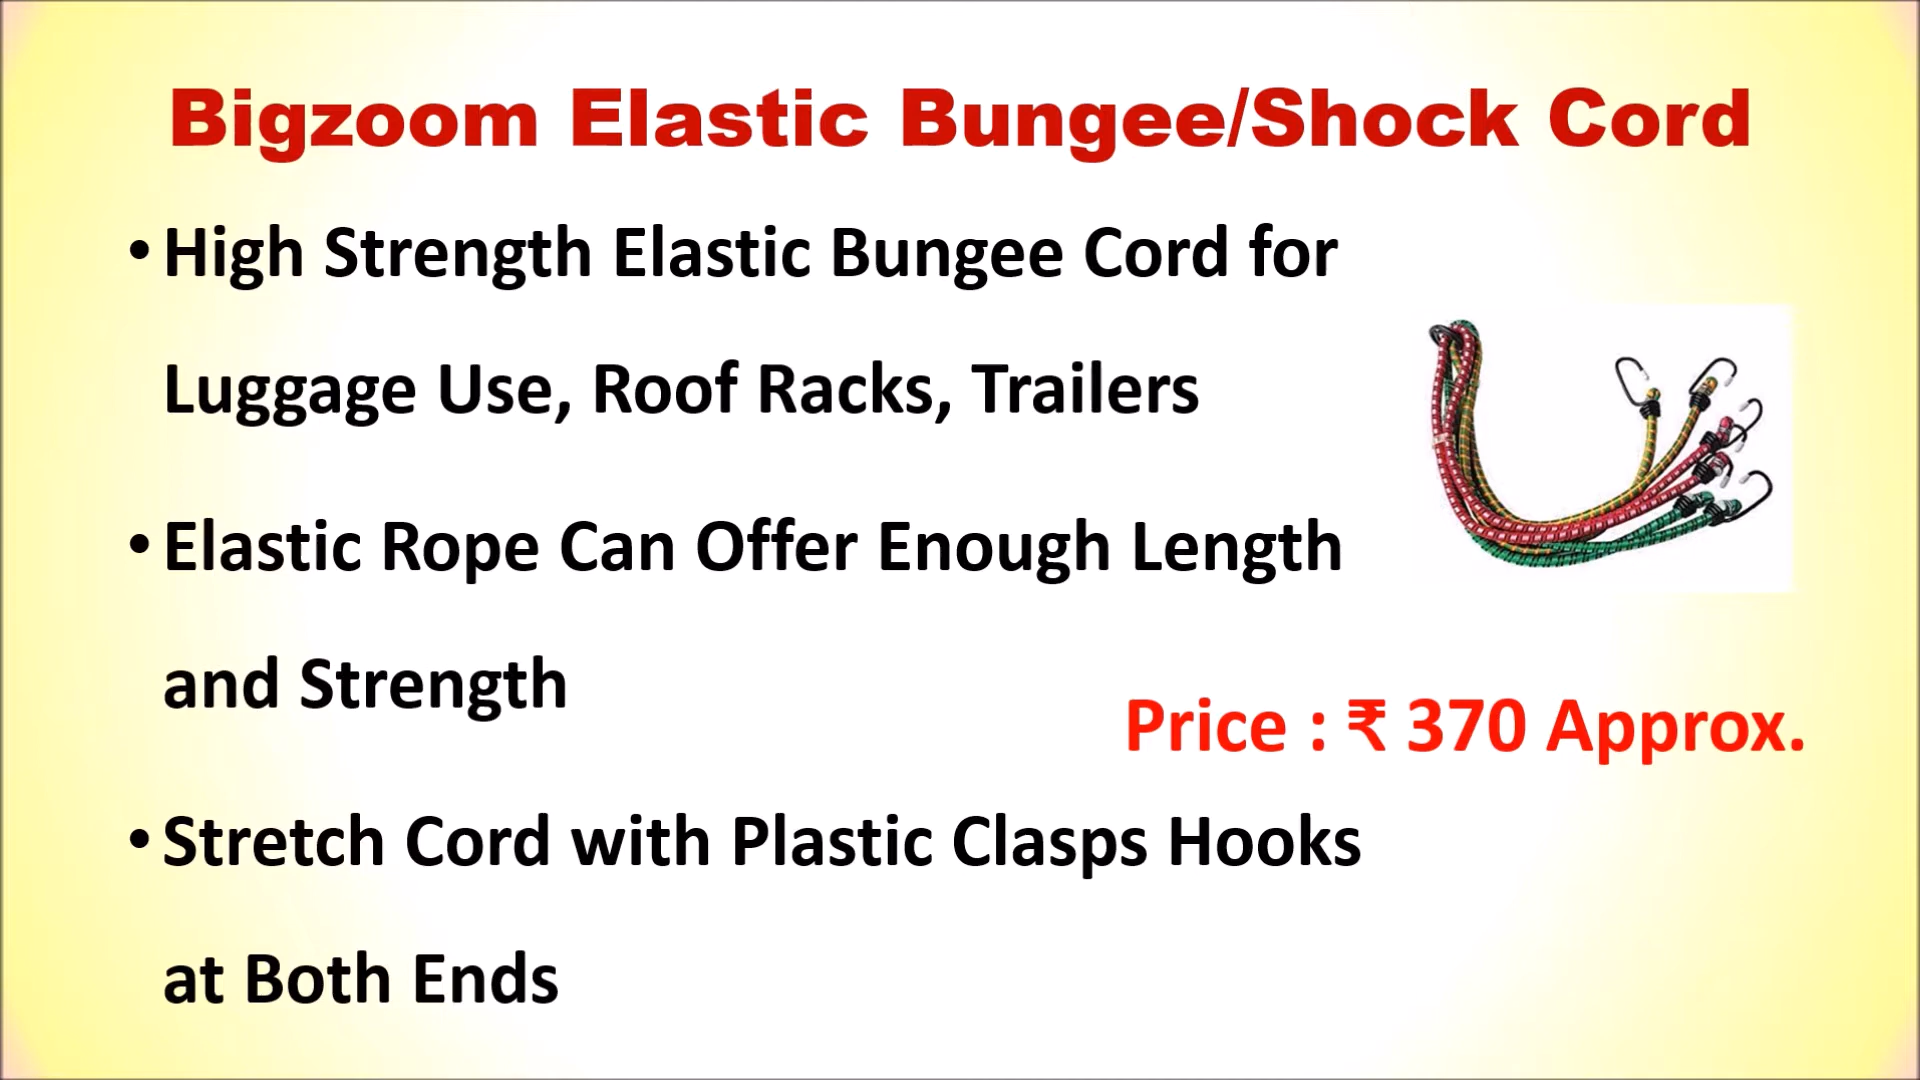 Bigzoom Elastic Bungee/Shock Cord
• High Strength Elastic Bungee Cord for
Luggage Use, Roof Racks, Trailers
• Elastic Rope Can Offer Enough Length
and Strength
Price : ₹ 370 Approx.
• Stretch Cord with Plastic Clasps Hooks
at Both Ends